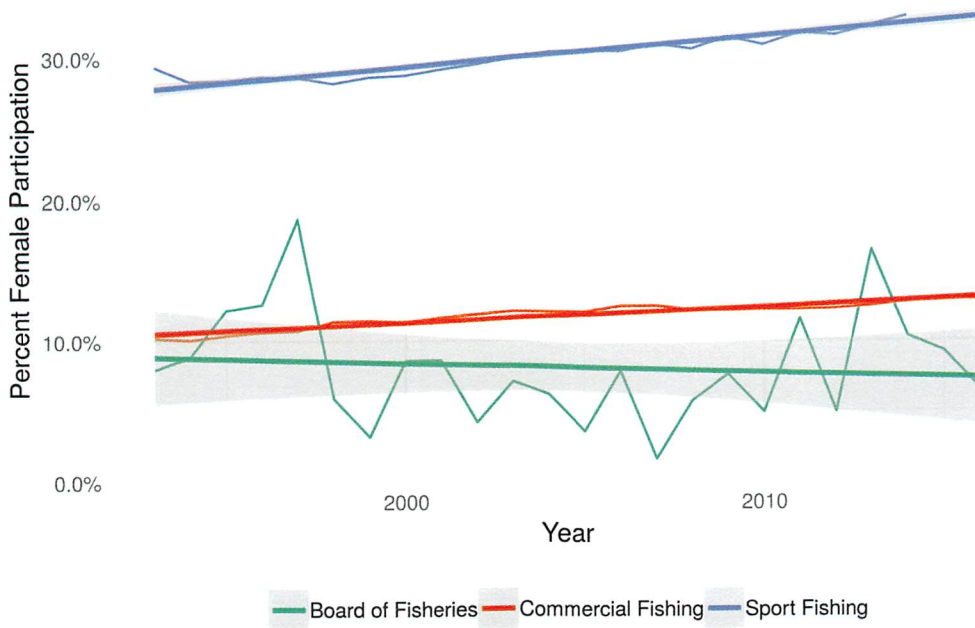 Percent Female Participation
30.0%
20.0%
10.0%
0.0%
2000 2010
Year
Board of Fisheries Commercial Fishing Sport Fishing